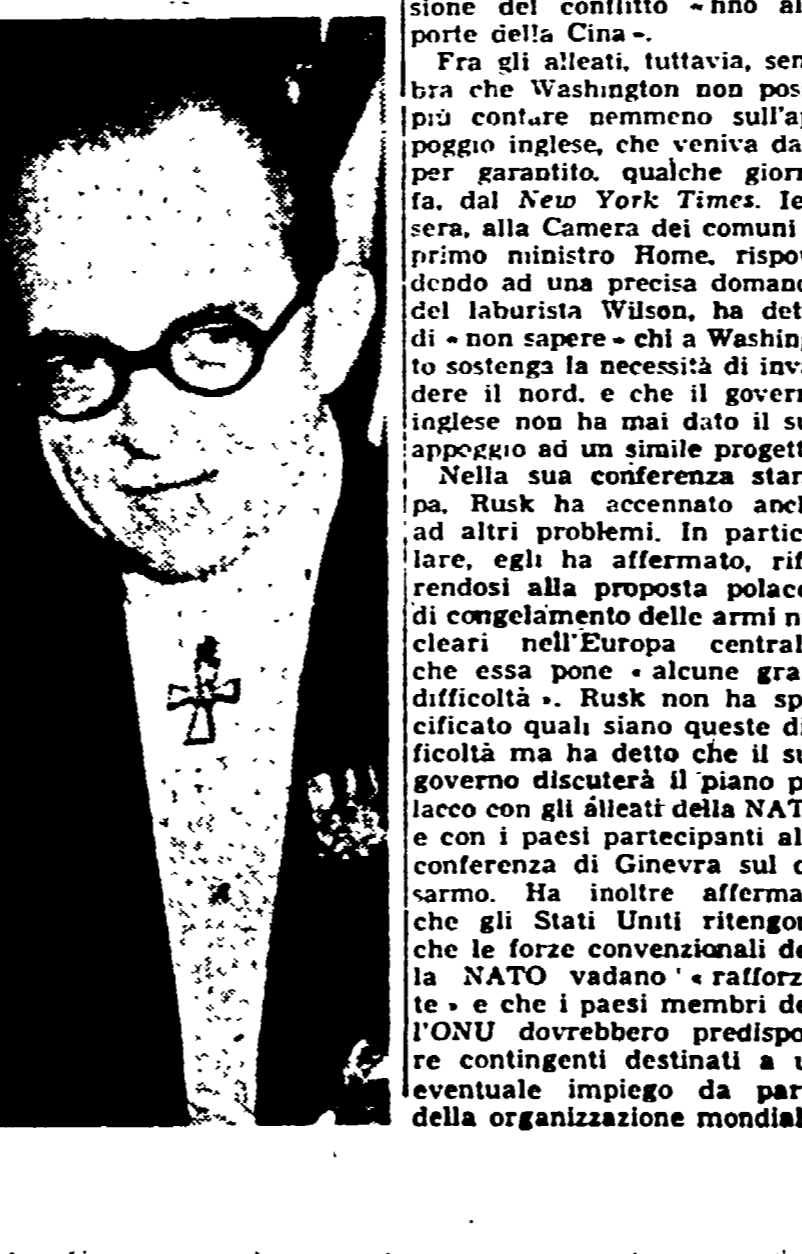 sione del conflitto « fino al
porte della Cina ».
Fra gli alleati, tuttavia, sem
bra che Washington non pos
più contare nemmeno sull'ap
poggio inglese, che veniva da
per garantito, qualche giorn
fa, dal New York Times. Ie
sera, alla Camera dei comuni
primo ministro Home, rispo
dendo ad una precisa domand
del laburista Wilson, ha det
di « non sapere » chi a Washing
to sostenga la necessità di inva
dere il nord. e che il govern
inglese non ha mai dato il su
appoggio ad un simile progett
Nella sua conferenza stam
pa, Rusk ha accennato anch
ad altri problemi. In partic
lare, egli ha affermato, rife
rendosi alla proposta polacc
di congelamento delle armi n
cleari nell'Europa central
che essa pone « alcune gra
difficoltà ». Rusk non ha sp
cificato quali siano queste di
ficoltà ma ha detto che il su
governo discuterà il piano p
lacco con gli alleati della NAT
e con i paesi partecipanti al
conferenza di Ginevra sul d
sarmo. Ha inoltre afferma
che gli Stati Uniti ritengon
che le forze convenzionali de
la NATO vadano « rafforz
te » e che i paesi membri de
l'ONU dovrebbero predispo
re contingenti destinati a u
eventuale impiego da par
della organizzazione mondial